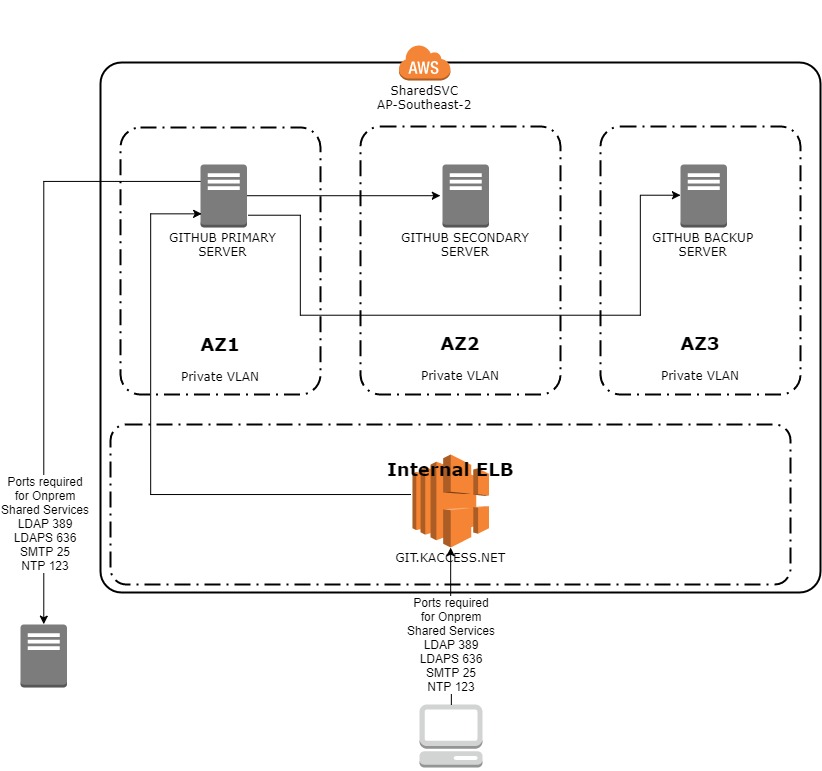 AWS
SharedSVC
AP-Southeast-2
GITHUB PRIMARY
SERVER
GITHUB SECONDARY
SERVER
GITHUB BACKUP
SERVER
AZ1
AZ2
AZ3
Private VLAN
Private VLAN
Private VLAN
Internal ELB
GIT.KACCESS.NET
Ports required
for Onprem
Shared Services
LDAP 389
LDAPS 636
SMTP 25
NTP 123
Ports required
for Onprem
Shared Services
LDAP 389
LDAPS 636
SMTP 25
NTP 123